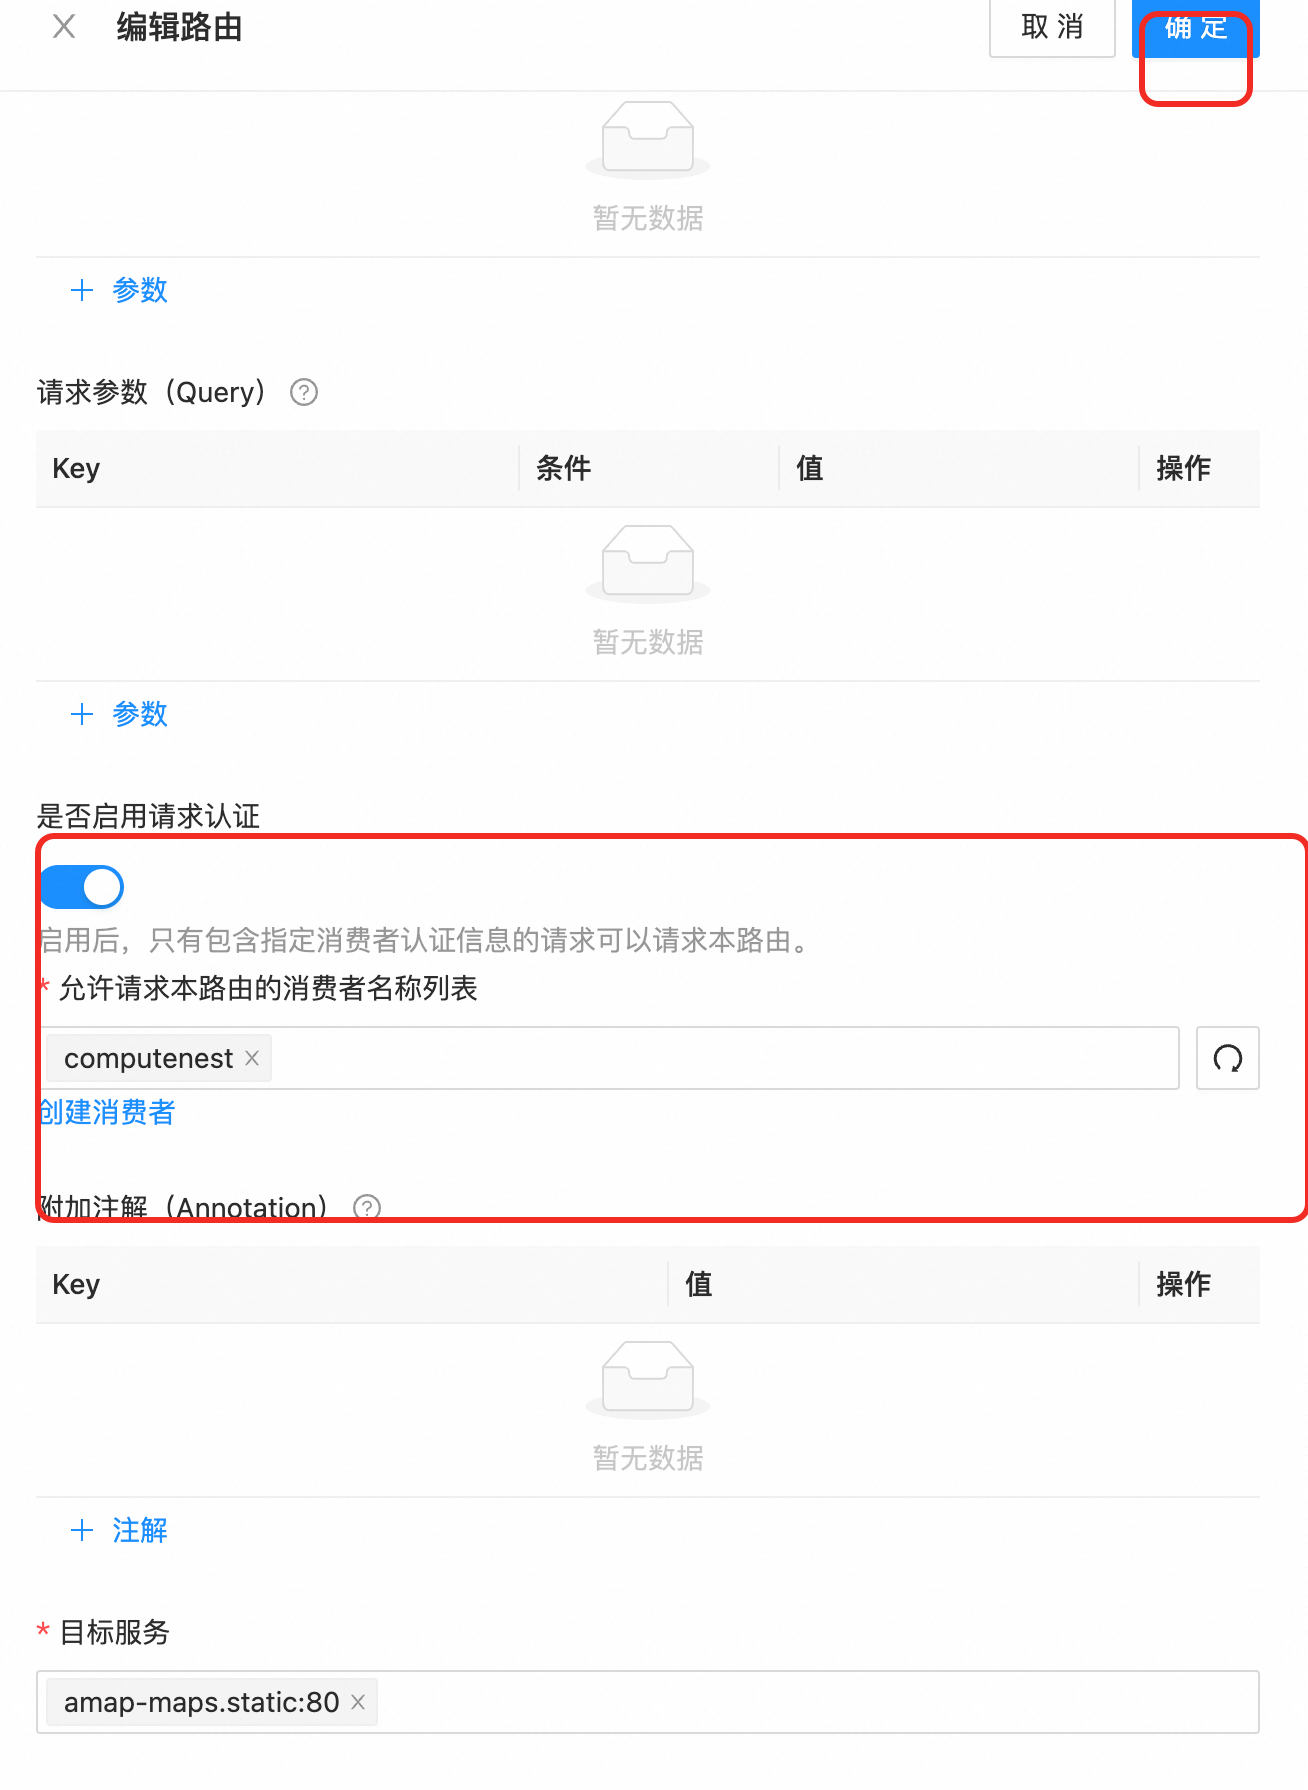 编辑路由
取 消
确 定
暂无数据
+ 参数
请求参数（Query）
Key 条件 值 操作
暂无数据
+ 参数
是否启用请求认证
启用后，只有包含指定消费者认证信息的请求可以请求本路由。
* 允许请求本路由的消费者名称列表
computenest ×
创建消费者
附加注解（Annotation）
Key 值 操作
暂无数据
+ 注解
* 目标服务
amap-maps.static:80 ×